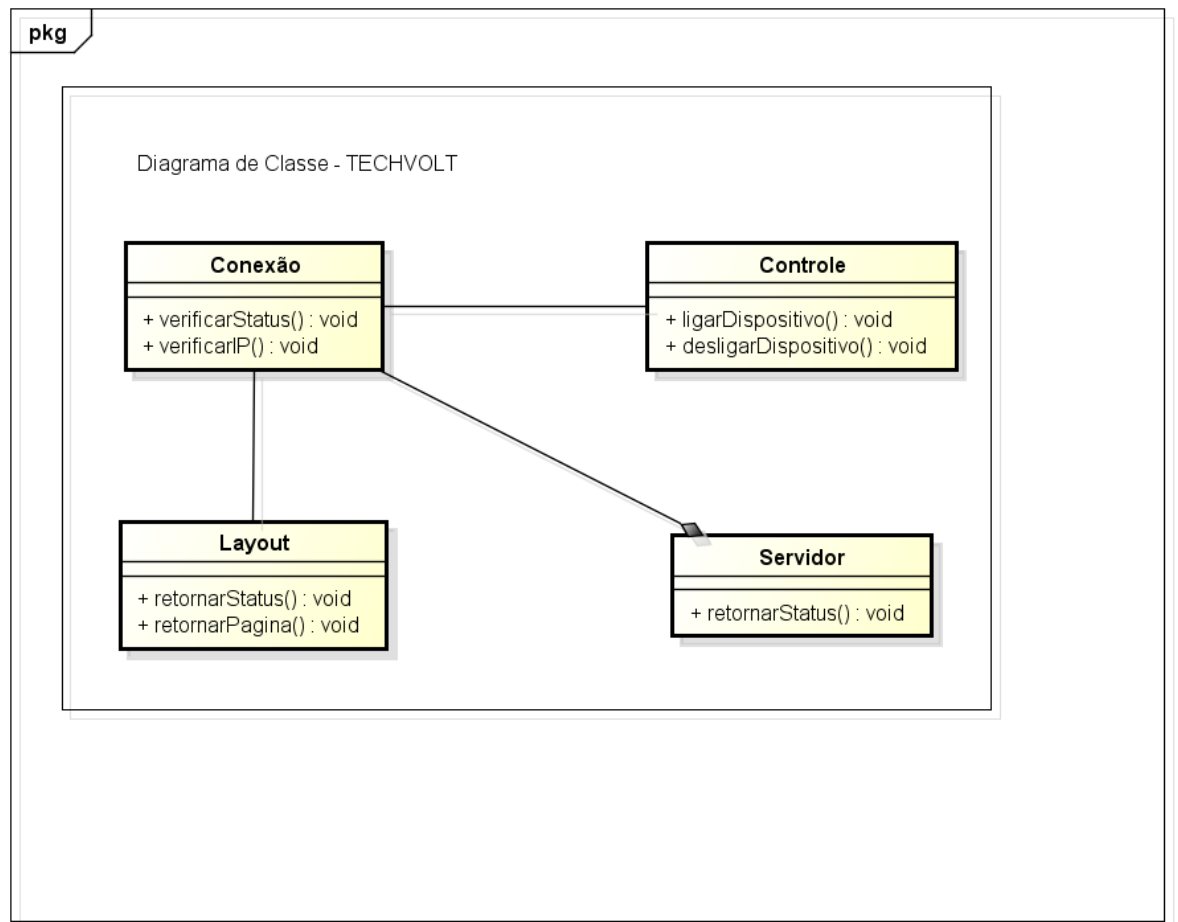 pkg
Diagrama de Classe - TECHVOLT
Conexão
+ verificarStatus() : void
+ verificarIP() : void
Controle
+ ligarDispositivo() : void
+ desligarDispositivo() : void
Layout
+ retornarStatus() : void
+ retornarPagina() : void
Servidor
+ retornarStatus() : void